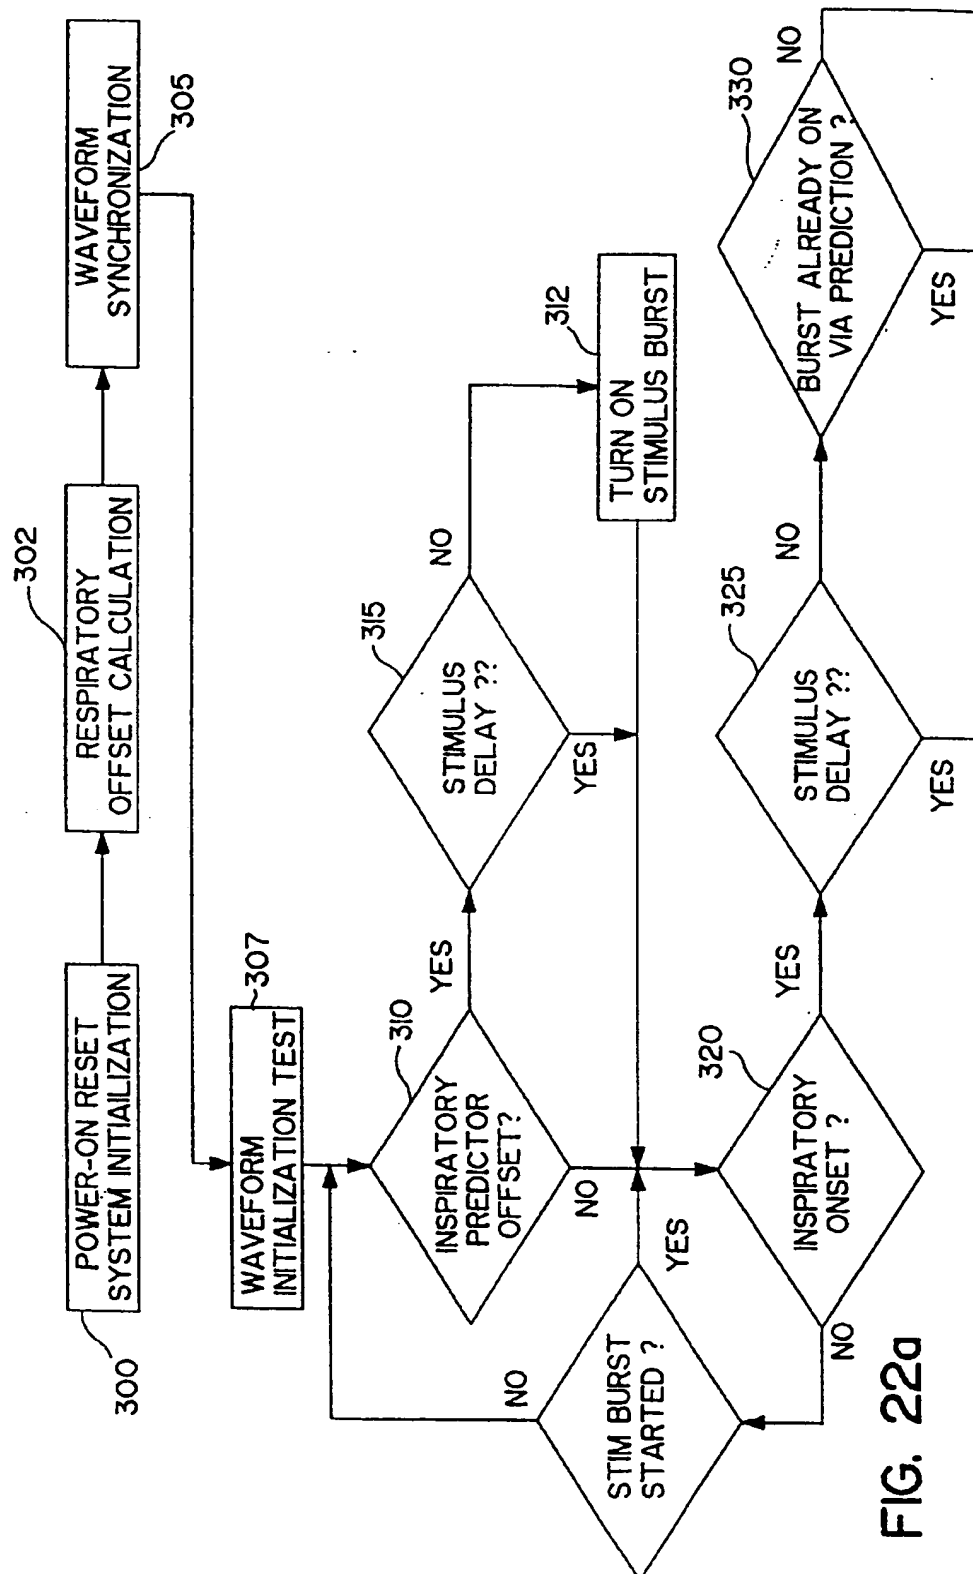 300
POWER-ON RESET
SYSTEM INITIAILIZATION
302
RESPIRATORY
OFFSET CALCULATION
305
WAVEFORM
SYNCHRONIZATION
307
WAVEFORM
INITIALIZATION TEST
310
INSPIRATORY
PREDICTOR
OFFSET?
YES
NO
315
STIMULUS
DELAY ??
NO
YES
312
TURN ON
STIMULUS BURST
STIM BURST
STARTED ?
NO
YES
320
INSPIRATORY
ONSET ?
YES
NO
325
STIMULUS
DELAY ??
NO
YES
330
BURST ALREADY ON
VIA PREDICTION ?
NO
YES
FIG. 22a